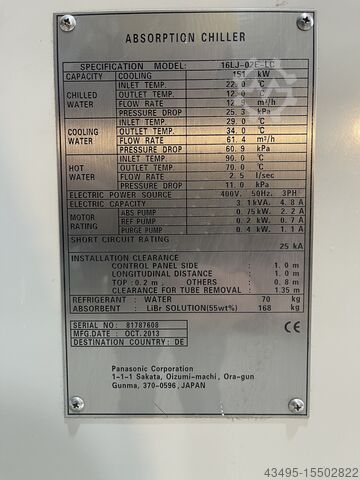 ABSORPTION CHILLER
SPECIFICATION MODEL: 16LJ-02E-LC
CAPACITY COOLING 151 kW
CHILLED WATER INLET TEMP. 22.0 ℃
OUTLET TEMP. 12.0 ℃
FLOW RATE 12.9 m³/h
PRESSURE DROP 25.3 kPa
COOLING WATER INLET TEMP. 29.0 ℃
OUTLET TEMP. 34.0 ℃
FLOW RATE 61.4 m³/h
PRESSURE DROP 60.9 kPa
HOT WATER INLET TEMP. 90.0 ℃
OUTLET TEMP. 70.0 ℃
FLOW RATE 2.5 l/sec
PRESSURE DROP 11.0 kPa
ELECTRIC POWER SOURCE 400V. 50HZ. 3PH
ELECTRIC CAPACITY 3.1kVA. 4.8 A
MOTOR RATING ABS PUMP 0.75kW 2.2 A
REF PUMP 0.2 kW 0.7 A
PURGE PUMP 0.4 kW 1.1 A
SHORT CIRCUIT RATING
25 kA
INSTALLATION CLEARANCE
CONTROL PANEL SIDE : 1.0 m
LONGITUDINAL DISTANCE : 1.0 m
TOP:0.2 m, OTHERS : 0.8 m
CLEARANCE FOR TUBE REMOVAL : 1.35 m
REFRIGERANT : WATER 70 kg
ABSORBENT : LiBr SOLUTION(55wt%) 168 kg
SERIAL NO : 81787608
MFG.DATE : OCT.2013
DESTINATION COUNTRY : DE
CE
Panasonic Corporation
1-1-1 Sakata, Oizumi-machi, Ora-gun
Gunma, 370-0596, JAPAN
43495-15502822